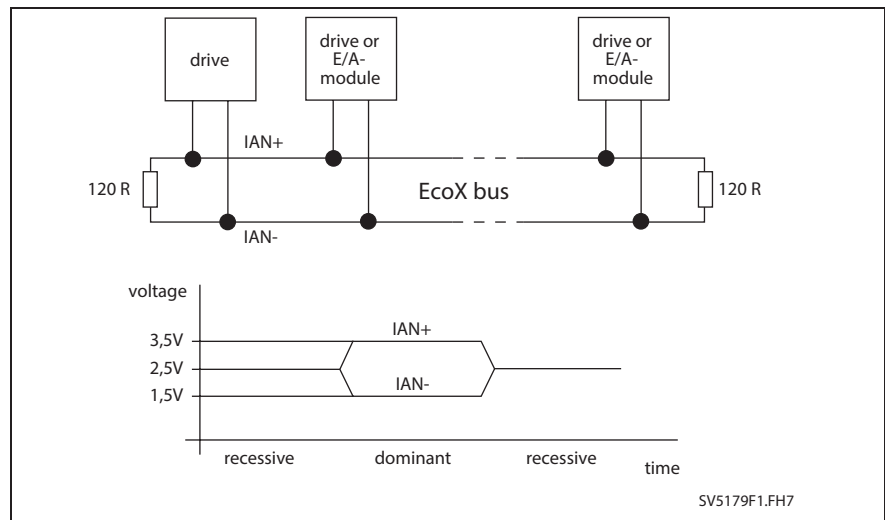 drive
drive or
E/A-
module
drive or
E/A-
module
IAN+
120 R
EcoX bus
120 R
IAN-
voltage
3,5V
IAN+
2,5V
1,5V
IAN-
recessive
dominant
recessive
time
SV5179F1.FH7